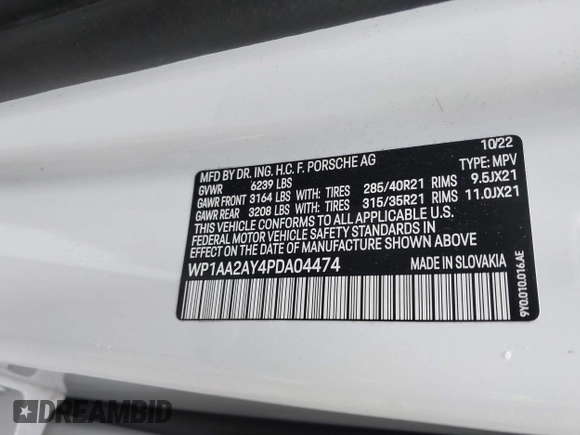 10/22
MFD BY DR. ING. H.C. F. PORSCHE AG
GVWR 6239 LBS TYPE: MPV
GAWR FRONT 3164 LBS WITH: TIRES 285/40R21 RIMS 9.5JX21
GAWR REAR 3208 LBS WITH: TIRES 315/35R21 RIMS 11.0JX21
THIS VEHICLE CONFORMS TO ALL APPLICABLE
FEDERAL MOTOR VEHICLE SAFETY STANDARDS IN
EFFECT ON THE DATE OF MANUFACTURE SHOWN ABOVE
WP1AA2AY4PDA04474 MADE IN SLOVAKIA
9Y0.010.016.AE
DREAMBID